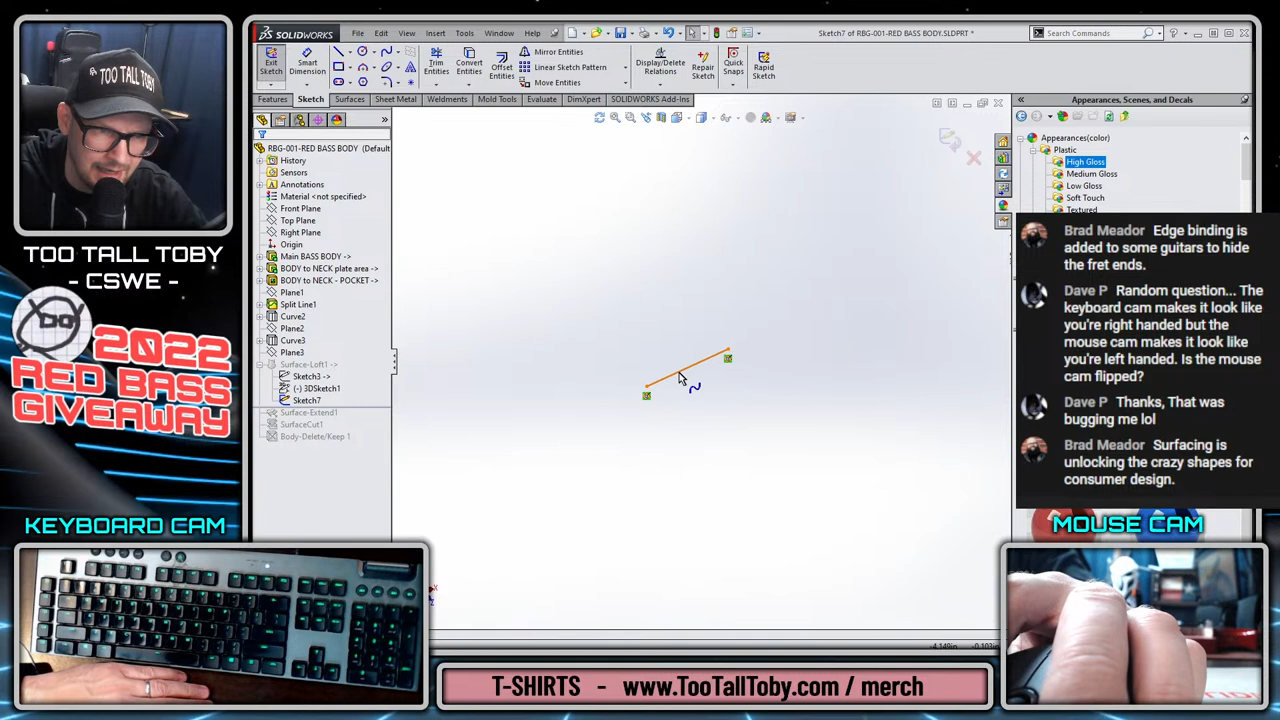 TOO TALL TOBY
TOO TALL TOBY
- CSWE -
2022
RED BASS
GIVEAWAY
KEYBOARD CAM
SOLIDWORKS
File
Edit
View
Insert
Tools
Window
Help
Sketch7 of RBG-001-RED BASS BODY.SLDPRT *
Search Commands
Exit Sketch
Smart Dimension
Trim Entities
Convert Entities
Offset Entities
Mirror Entities
Linear Sketch Pattern
Move Entities
Display/Delete Relations
Repair Sketch
Quick Snaps
Rapid Sketch
Features
Sketch
Surfaces
Sheet Metal
Weldments
Mold Tools
Evaluate
DimXpert
SOLIDWORKS Add-Ins
RBG-001-RED BASS BODY (Default
History
Sensors
Annotations
Material <not specified>
Front Plane
Top Plane
Right Plane
Origin
Main BASS BODY ->
BODY to NECK plate area ->
BODY to NECK - POCKET ->
Plane1
Split Line1
Curve2
Plane2
Curve3
Plane3
Surface-Loft1 ->
Sketch3 ->
(-) 3DSketch1
Sketch7
Surface-Extend1
SurfaceCut1
Body-Delete/Keep 1
Appearances, Scenes, and Decals
Appearances(color)
Plastic
High Gloss
Medium Gloss
Low Gloss
Soft Touch
Textured
Brad Meador Edge binding is
added to some guitars to hide
the fret ends.
Dave P Random question... The
keyboard cam makes it look like
you're right handed but the
mouse cam makes it look like
you're left handed. Is the mouse
cam flipped?
Dave P Thanks, That was
bugging me lol
Brad Meador Surfacing is
unlocking the crazy shapes for
consumer design.
MOUSE CAM
-4.149in
-0.103in
T-SHIRTS - www.TooTallToby.com / merch